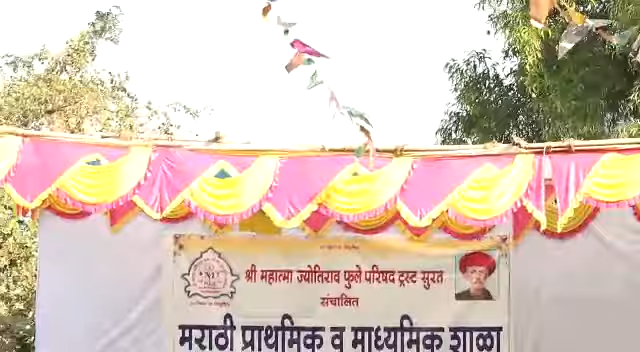 श्री महात्मा ज्योतिराव फुले परिषद ट्रस्ट सुरत
संचालित
मराठी प्राथमिक व माध्यमिक शाळा